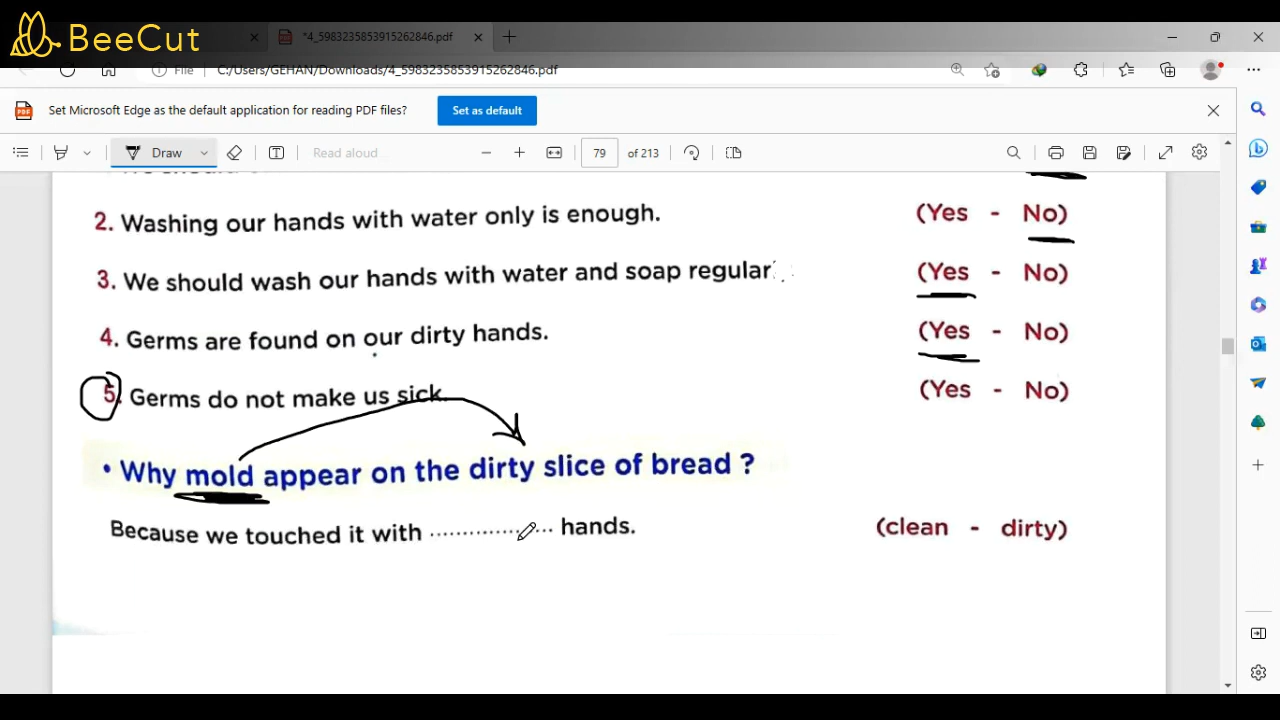 BeeCut
*4_5983235853915262846.pdf
File C:/Users/GEHAN/Downloads/4_5983235853915262846.pdf
Set Microsoft Edge as the default application for reading PDF files? Set as default
Draw Read aloud 79 of 213
2. Washing our hands with water only is enough. (Yes - No)
3. We should wash our hands with water and soap regular (Yes - No)
4. Germs are found on our dirty hands. (Yes - No)
5. Germs do not make us sick. (Yes - No)
• Why mold appear on the dirty slice of bread ?
Because we touched it with .................. hands. (clean - dirty)